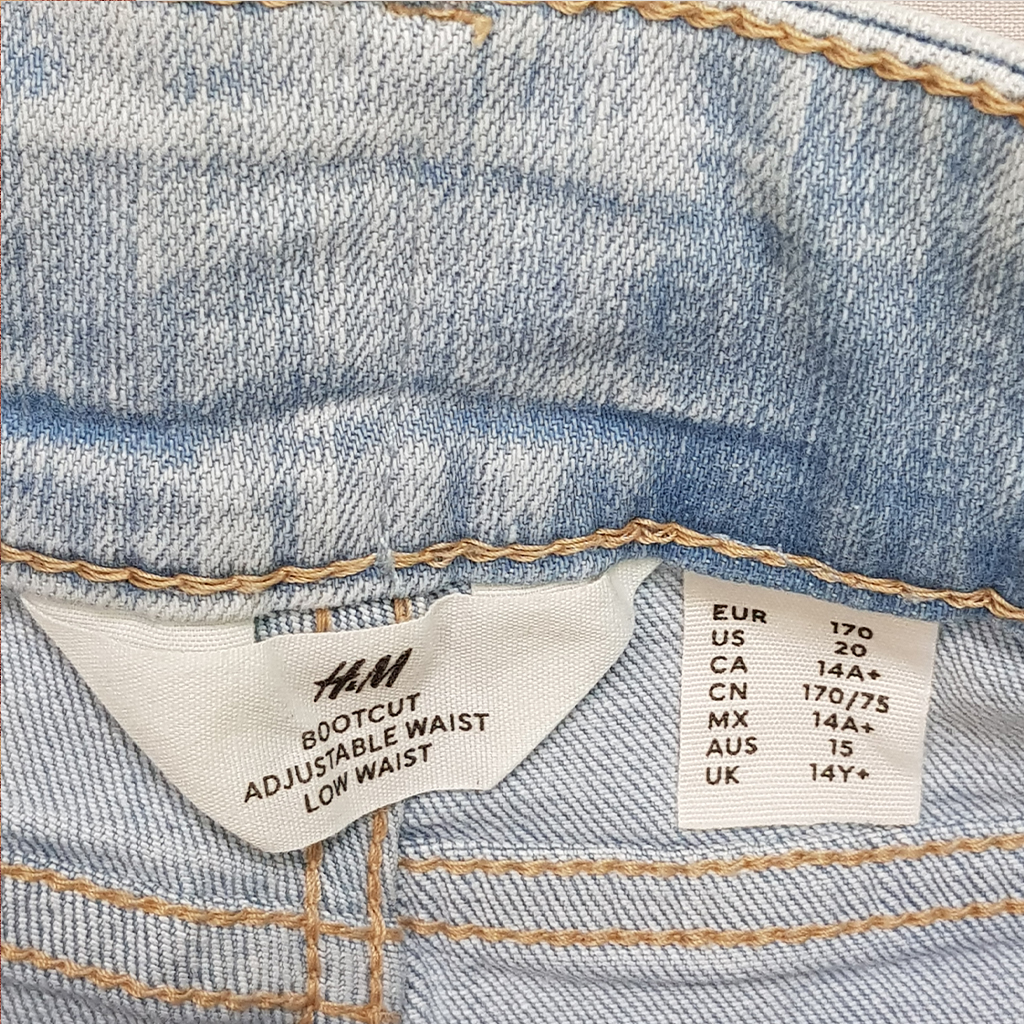 H&M
BOOTCUT
ADJUSTABLE WAIST
LOW WAIST
EUR 170
US 20
CA 14A+
CN 170/75
MX 14A+
AUS 15
UK 14Y+